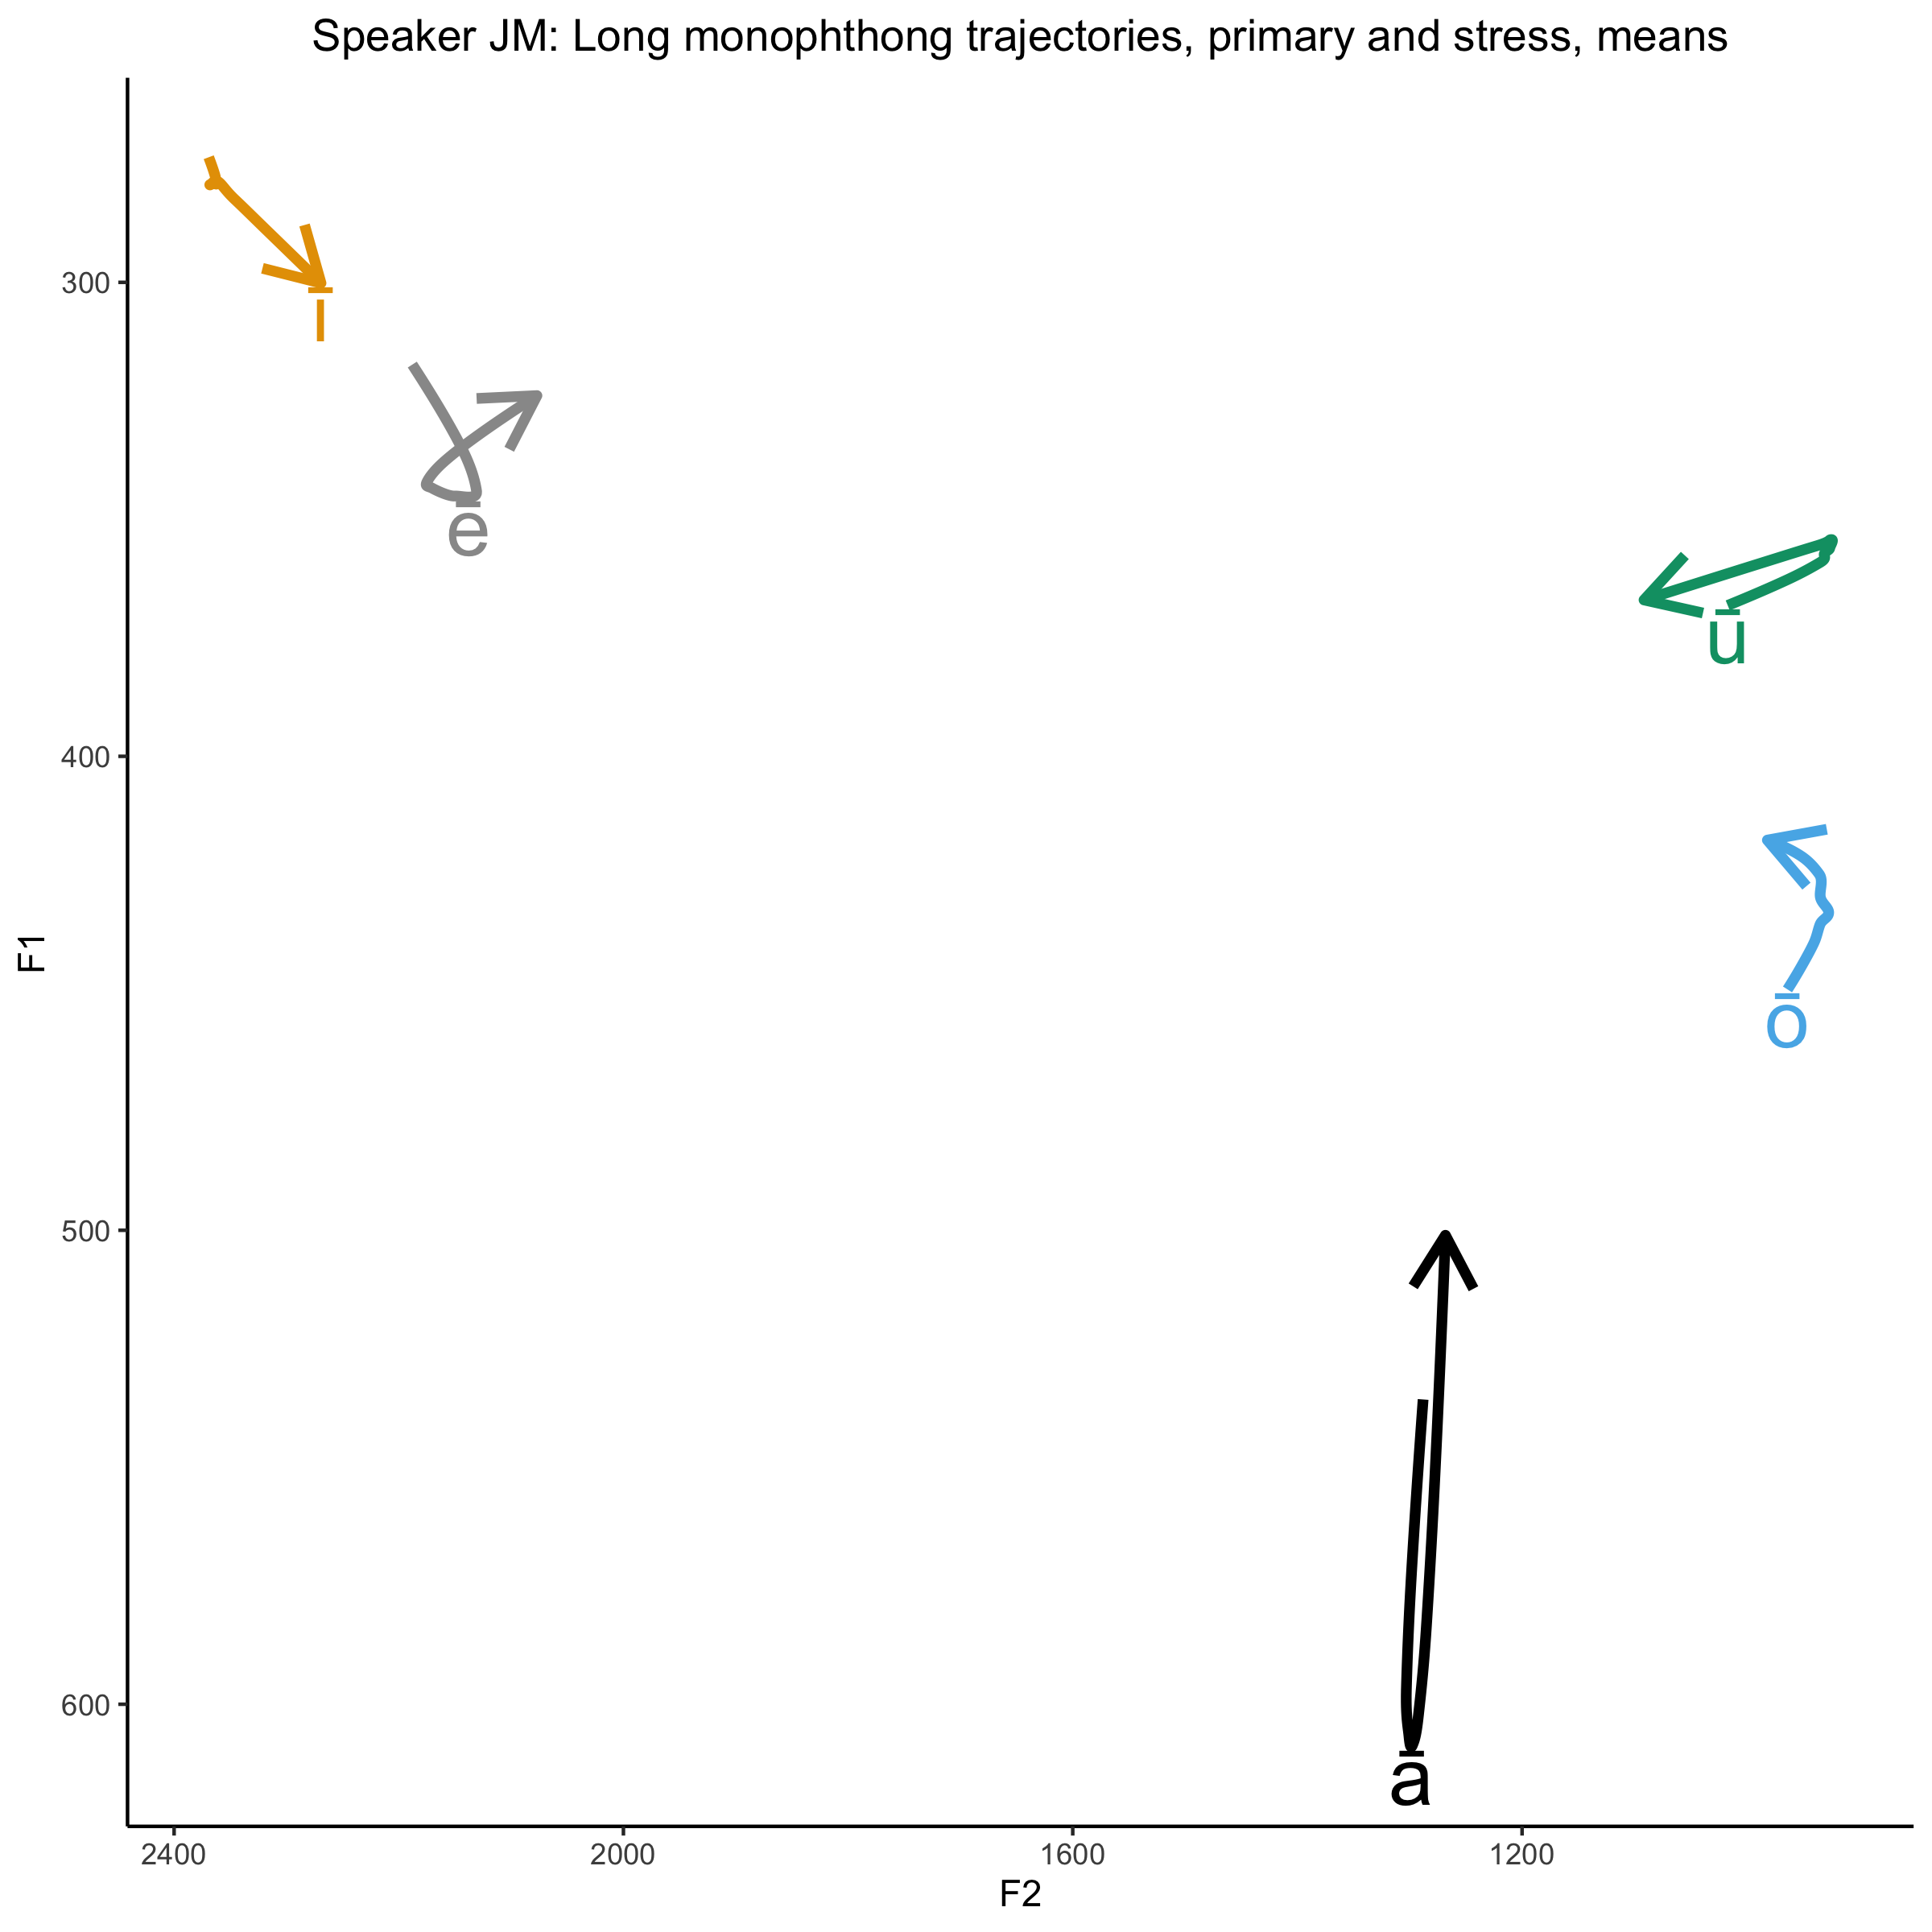 Speaker JM: Long monophthong trajectories, primary and stress, means
F1
300
400
500
600
ī
ē
ū
ō
ā
2400
2000
1600
1200
F2